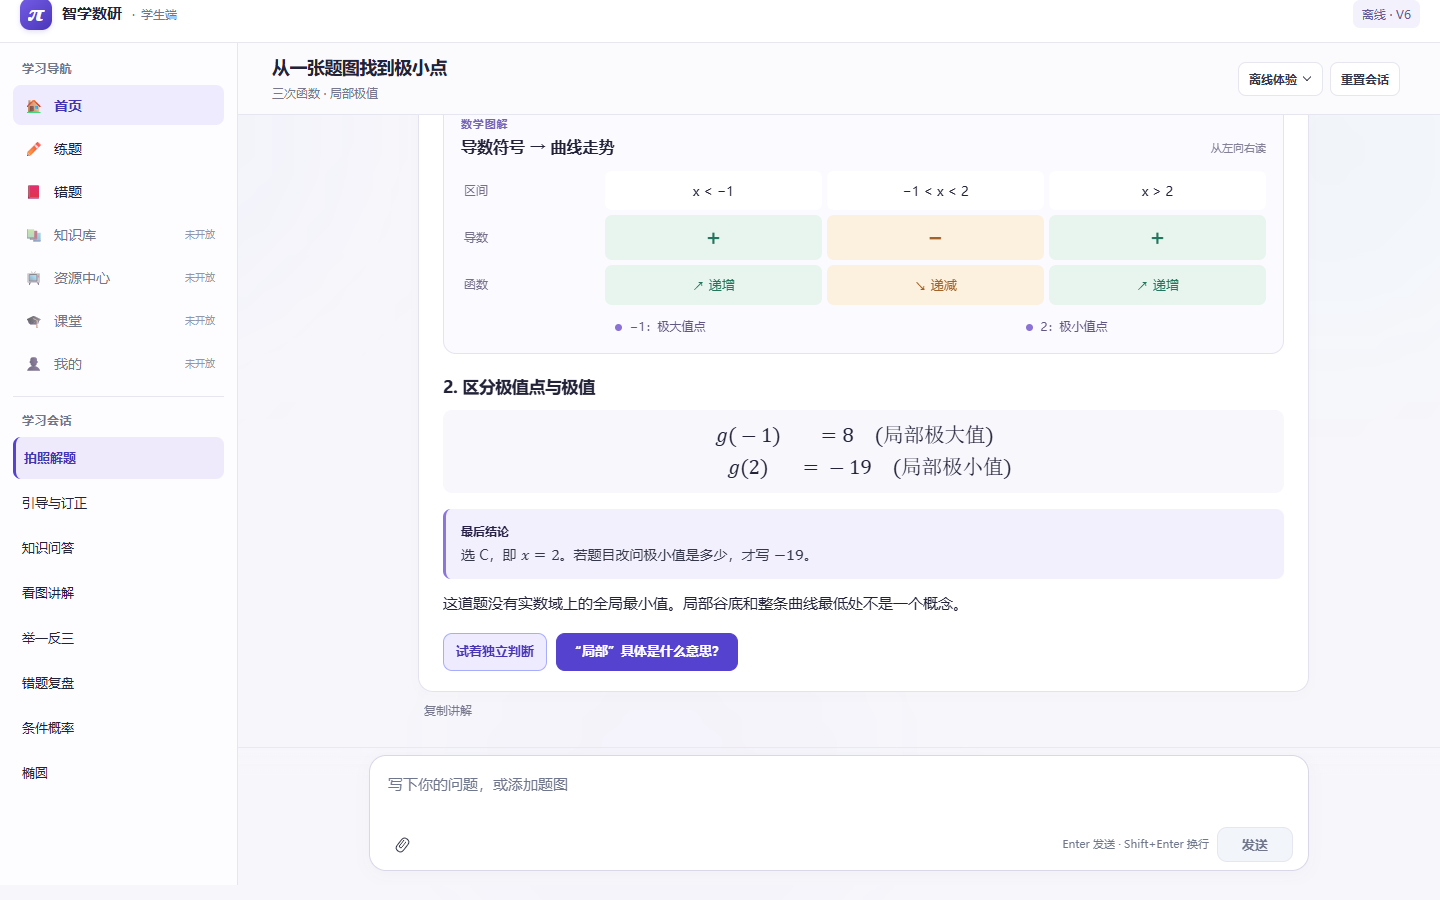 π 智学数研 · 学生端
离线 · V6
学习导航
首页
练题
错题
知识库 未开放
资源中心 未开放
课堂 未开放
我的 未开放
学习会话
拍照解题
引导与订正
知识问答
看图讲解
举一反三
错题复盘
条件概率
椭圆
从一张题图找到极小点
三次函数 · 局部极值
离线体验
重置会话
数学图解
导数符号 → 曲线走势
从左向右读
区间 x < −1 −1 < x < 2 x > 2
导数 + − +
函数 ↗ 递增 ↘ 递减 ↗ 递增
−1：极大值点 2：极小值点
2. 区分极值点与极值
g(−1) = 8 (局部极大值)
g(2) = −19 (局部极小值)
最后结论
选 C，即 x = 2。若题目改问极小值是多少，才写 −19。
这道题没有实数域上的全局最小值。局部谷底和整条曲线最低处不是一个概念。
试着独立判断
“局部”具体是什么意思？
复制讲解
写下你的问题，或添加题图
Enter 发送 · Shift+Enter 换行
发送